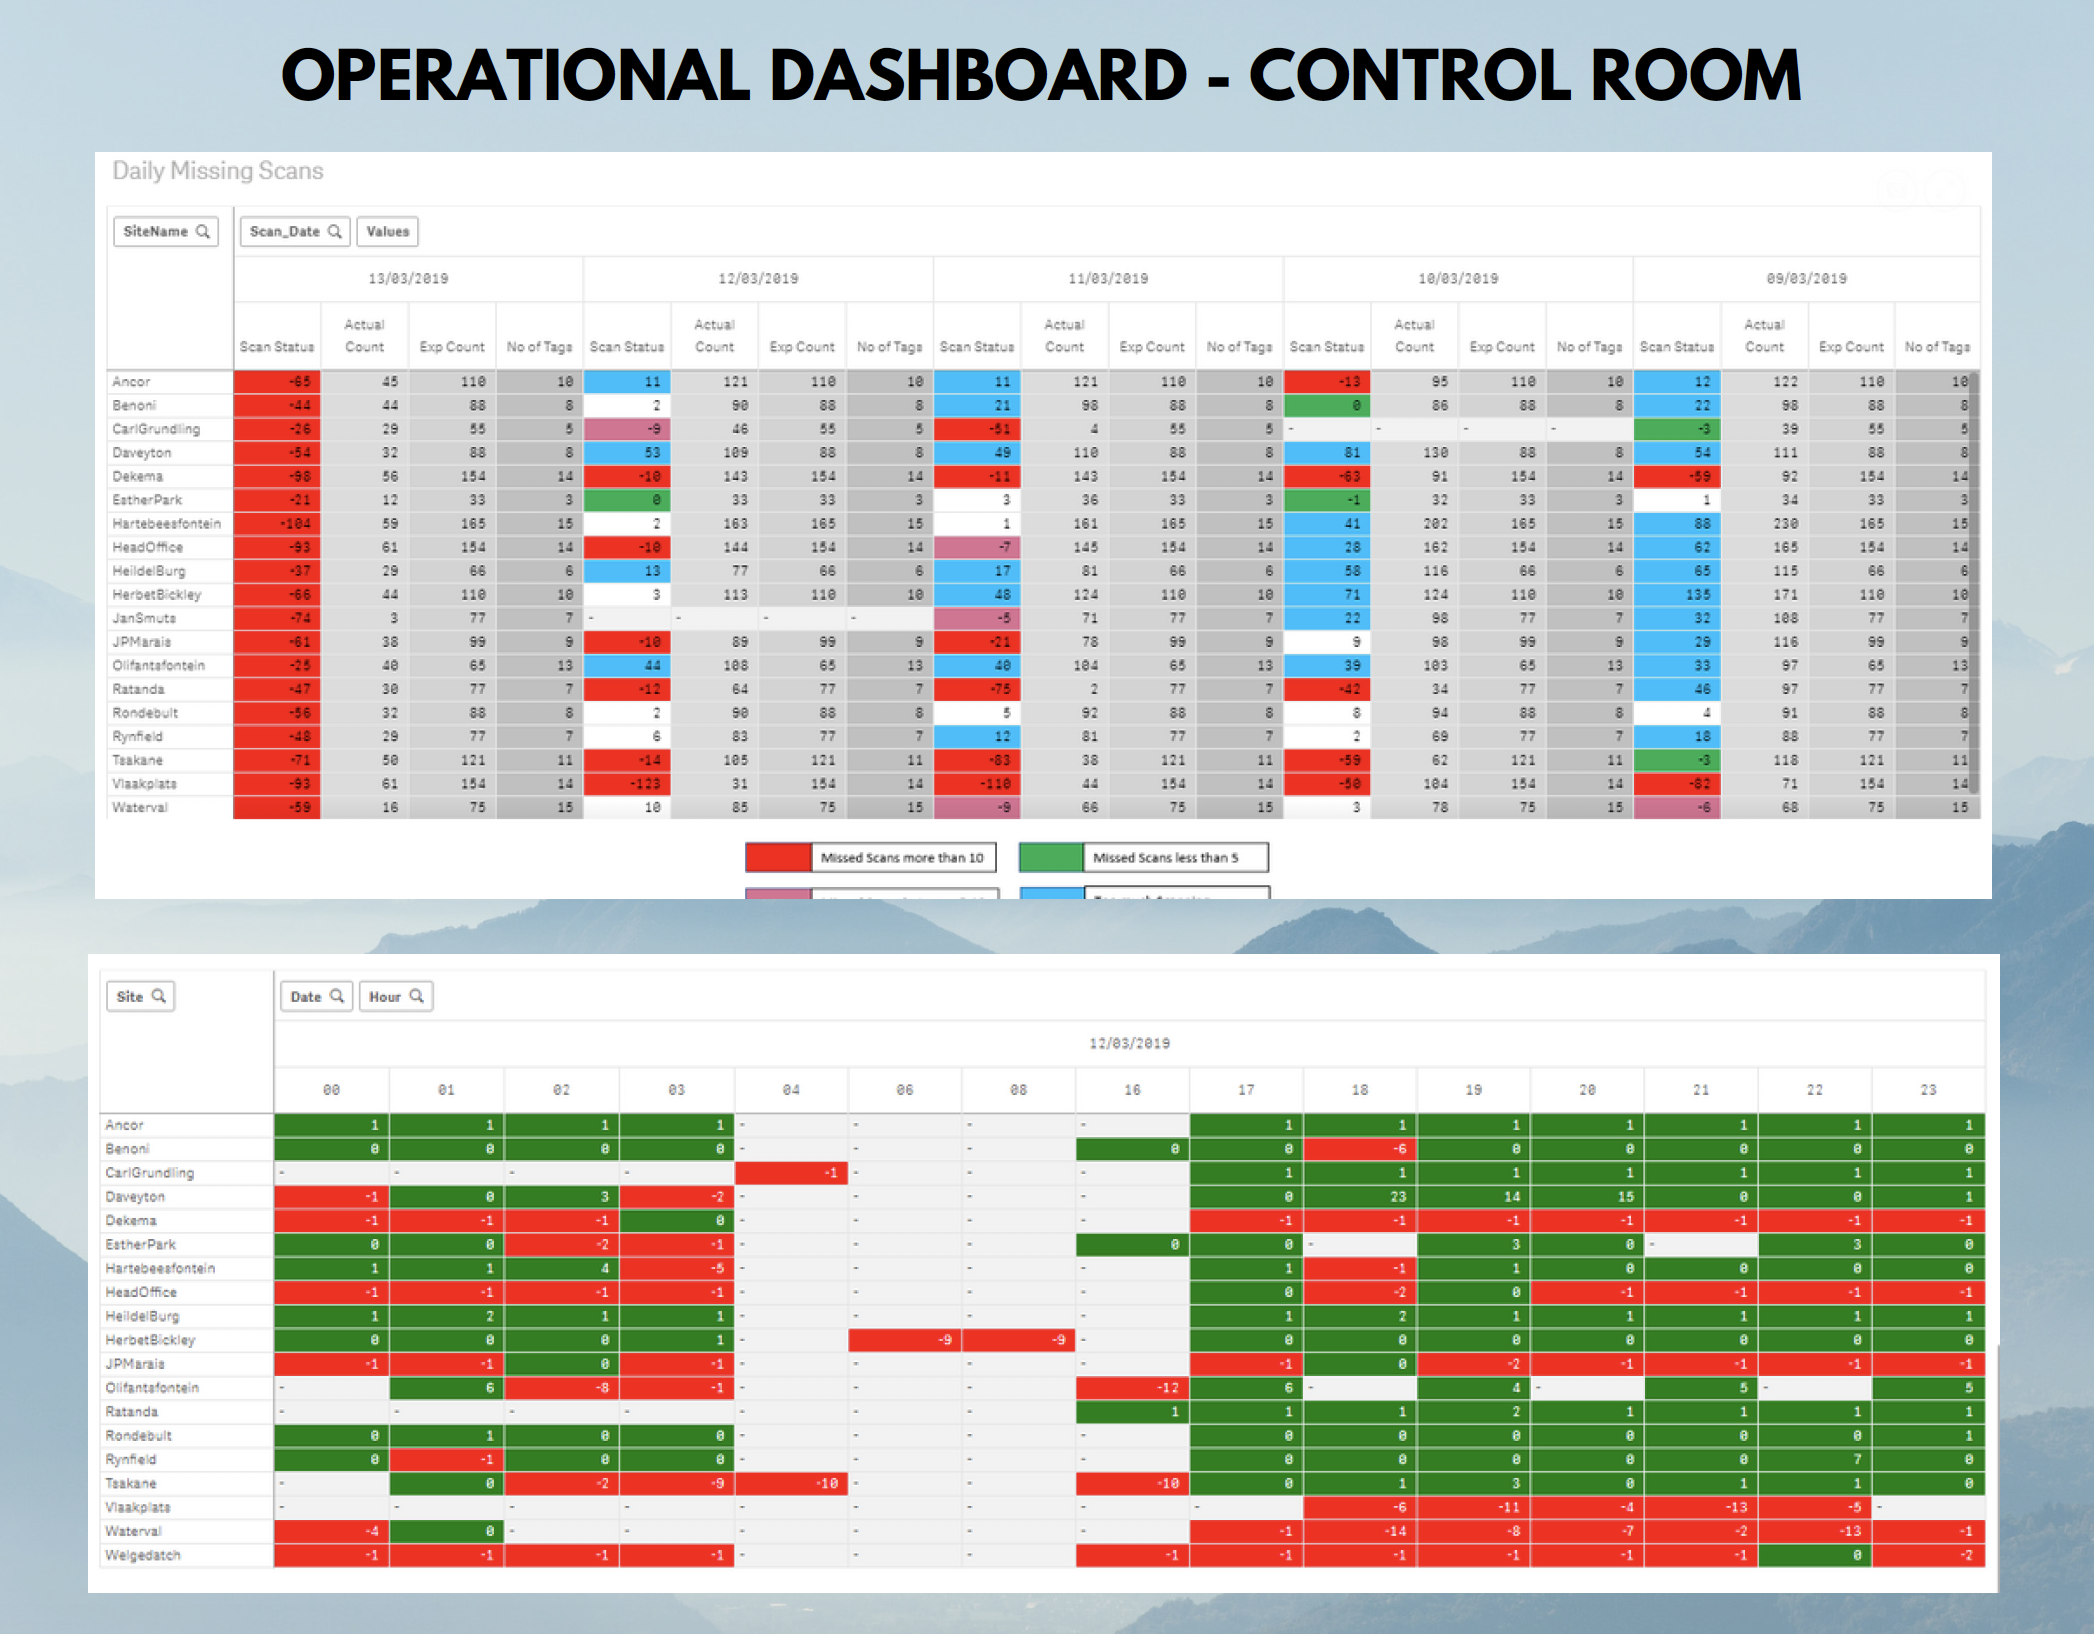 OPERATIONAL DASHBOARD - CONTROL ROOM
Daily Missing Scans
SiteName Scan_Date Values
13/03/2019 12/03/2019 11/03/2019 10/03/2019 09/03/2019
Scan Status Actual Count Exp Count No of Tags Scan Status Actual Count Exp Count No of Tags Scan Status Actual Count Exp Count No of Tags Scan Status Actual Count Exp Count No of Tags Scan Status Actual Count Exp Count No of Tags
Ancor -65 45 110 10 11 121 110 10 11 121 110 10 -13 95 110 10 12 122 110 10
Benoni -44 44 88 8 2 90 88 8 21 98 88 8 0 86 88 8 22 98 88 8
CarlGrundling -26 29 55 5 -9 46 55 5 -51 4 55 5 - - - - -3 39 55 5
Daveyton -54 32 88 8 53 109 88 8 49 110 88 8 81 130 88 8 54 111 88 8
Dekema -98 56 154 14 -10 143 154 14 -11 143 154 14 -63 91 154 14 -59 92 154 14
EstherPark -21 12 33 3 0 33 33 3 3 36 33 3 -1 32 33 3 1 34 33 3
Hartebeesfontein -104 59 165 15 2 163 165 15 1 161 165 15 41 202 165 15 88 230 165 15
HeadOffice -93 61 154 14 -10 144 154 14 -7 145 154 14 28 162 154 14 62 165 154 14
HeildelBurg -37 29 66 6 13 77 66 6 17 81 66 6 58 116 66 6 65 115 66 6
HerbetBickley -66 44 110 10 3 113 110 10 48 124 110 10 71 124 110 10 135 171 110 10
JanSmuts -74 3 77 7 - - - - -5 71 77 7 22 98 77 7 32 108 77 7
JPMarais -61 38 99 9 -10 89 99 9 -21 78 99 9 9 98 99 9 29 116 99 9
Olifantsfontein -25 40 65 13 44 108 65 13 40 104 65 13 39 103 65 13 33 97 65 13
Ratanda -47 30 77 7 -12 64 77 7 -75 2 77 7 -42 34 77 7 46 97 77 7
Rondebult -56 32 88 8 2 90 88 8 5 92 88 8 8 94 88 8 4 91 88 8
Rynfield -48 29 77 7 6 83 77 7 12 81 77 7 2 69 77 7 18 88 77 7
Tsakane -71 50 121 11 -14 105 121 11 -83 38 121 11 -59 62 121 11 -3 118 121 11
Vlaakplats -93 61 154 14 -123 31 154 14 -110 44 154 14 -50 104 154 14 -82 71 154 14
Waterval -59 16 75 15 10 85 75 15 -9 66 75 15 3 78 75 15 -6 68 75 15
Missed Scans more than 10 Missed Scans less than 5
Site Date Hour
12/03/2019
00 01 02 03 04 06 08 16 17 18 19 20 21 22 23
Ancor 1 1 1 1 - - - - 1 1 1 1 1 1 1
Benoni 0 0 0 0 - - - 0 0 -6 0 0 0 0 0
CarlGrundling - - - - -1 - - - 1 1 1 1 1 1 1
Daveyton -1 0 3 -2 - - - - 0 23 14 15 0 0 1
Dekema -1 -1 -1 0 - - - - -1 -1 -1 -1 -1 -1 -1
EstherPark 0 0 -2 -1 - - - 0 0 - 3 0 - 3 0
Hartebeesfontein 1 1 4 -5 - - - - 1 -1 1 0 0 0 0
HeadOffice -1 -1 -1 -1 - - - - 0 -2 0 -1 -1 -1 -1
HeildelBurg 1 2 1 1 - - - - 1 2 1 1 1 1 1
HerbetBickley 0 0 0 1 - -9 -9 - 0 0 0 0 0 0 0
JPMarais -1 -1 0 -1 - - - - -1 0 -2 -1 -1 -1 -1
Olifantsfontein - 6 -8 -1 - - - -12 6 - 4 - 5 - 5
Ratanda - - - - - - - 1 1 1 2 1 1 1 1
Rondebult 0 1 0 0 - - - - 0 0 0 0 0 0 1
Rynfield 0 -1 0 0 - - - - 0 0 0 0 0 7 0
Tsakane - 0 -2 -9 -10 - - -10 0 1 3 0 1 1 0
Vlaakplats - - - - - - - - - -6 -11 -4 -13 -5 -
Waterval -4 0 - - - - - - -1 -14 -8 -7 -2 -13 -1
Welgedatch -1 -1 -1 -1 - - - -1 -1 -1 -1 -1 -1 0 -2